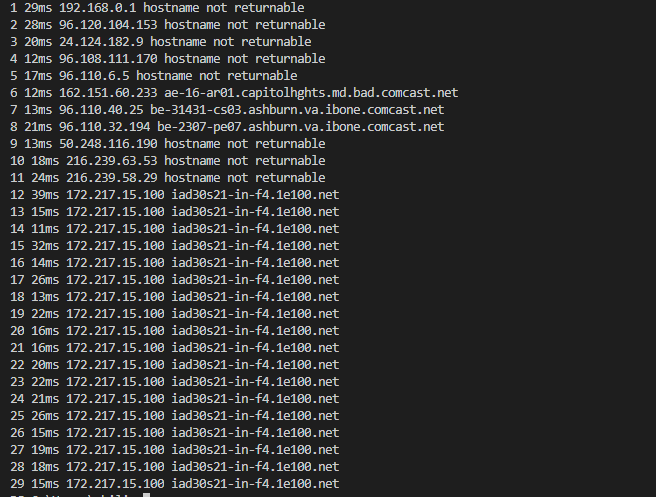 1 29ms 192.168.0.1 hostname not returnable
2 28ms 96.120.104.153 hostname not returnable
3 20ms 24.124.182.9 hostname not returnable
4 12ms 96.108.111.170 hostname not returnable
5 17ms 96.110.6.5 hostname not returnable
6 12ms 162.151.60.233 ae-16-ar01.capitolhghts.md.bad.comcast.net
7 13ms 96.110.40.25 be-31431-cs03.ashburn.va.ibone.comcast.net
8 21ms 96.110.32.194 be-2307-pe07.ashburn.va.ibone.comcast.net
9 13ms 50.248.116.190 hostname not returnable
10 18ms 216.239.63.53 hostname not returnable
11 24ms 216.239.58.29 hostname not returnable
12 39ms 172.217.15.100 iad30s21-in-f4.1e100.net
13 15ms 172.217.15.100 iad30s21-in-f4.1e100.net
14 11ms 172.217.15.100 iad30s21-in-f4.1e100.net
15 32ms 172.217.15.100 iad30s21-in-f4.1e100.net
16 14ms 172.217.15.100 iad30s21-in-f4.1e100.net
17 26ms 172.217.15.100 iad30s21-in-f4.1e100.net
18 13ms 172.217.15.100 iad30s21-in-f4.1e100.net
19 22ms 172.217.15.100 iad30s21-in-f4.1e100.net
20 16ms 172.217.15.100 iad30s21-in-f4.1e100.net
21 16ms 172.217.15.100 iad30s21-in-f4.1e100.net
22 20ms 172.217.15.100 iad30s21-in-f4.1e100.net
23 22ms 172.217.15.100 iad30s21-in-f4.1e100.net
24 21ms 172.217.15.100 iad30s21-in-f4.1e100.net
25 26ms 172.217.15.100 iad30s21-in-f4.1e100.net
26 15ms 172.217.15.100 iad30s21-in-f4.1e100.net
27 19ms 172.217.15.100 iad30s21-in-f4.1e100.net
28 18ms 172.217.15.100 iad30s21-in-f4.1e100.net
29 15ms 172.217.15.100 iad30s21-in-f4.1e100.net